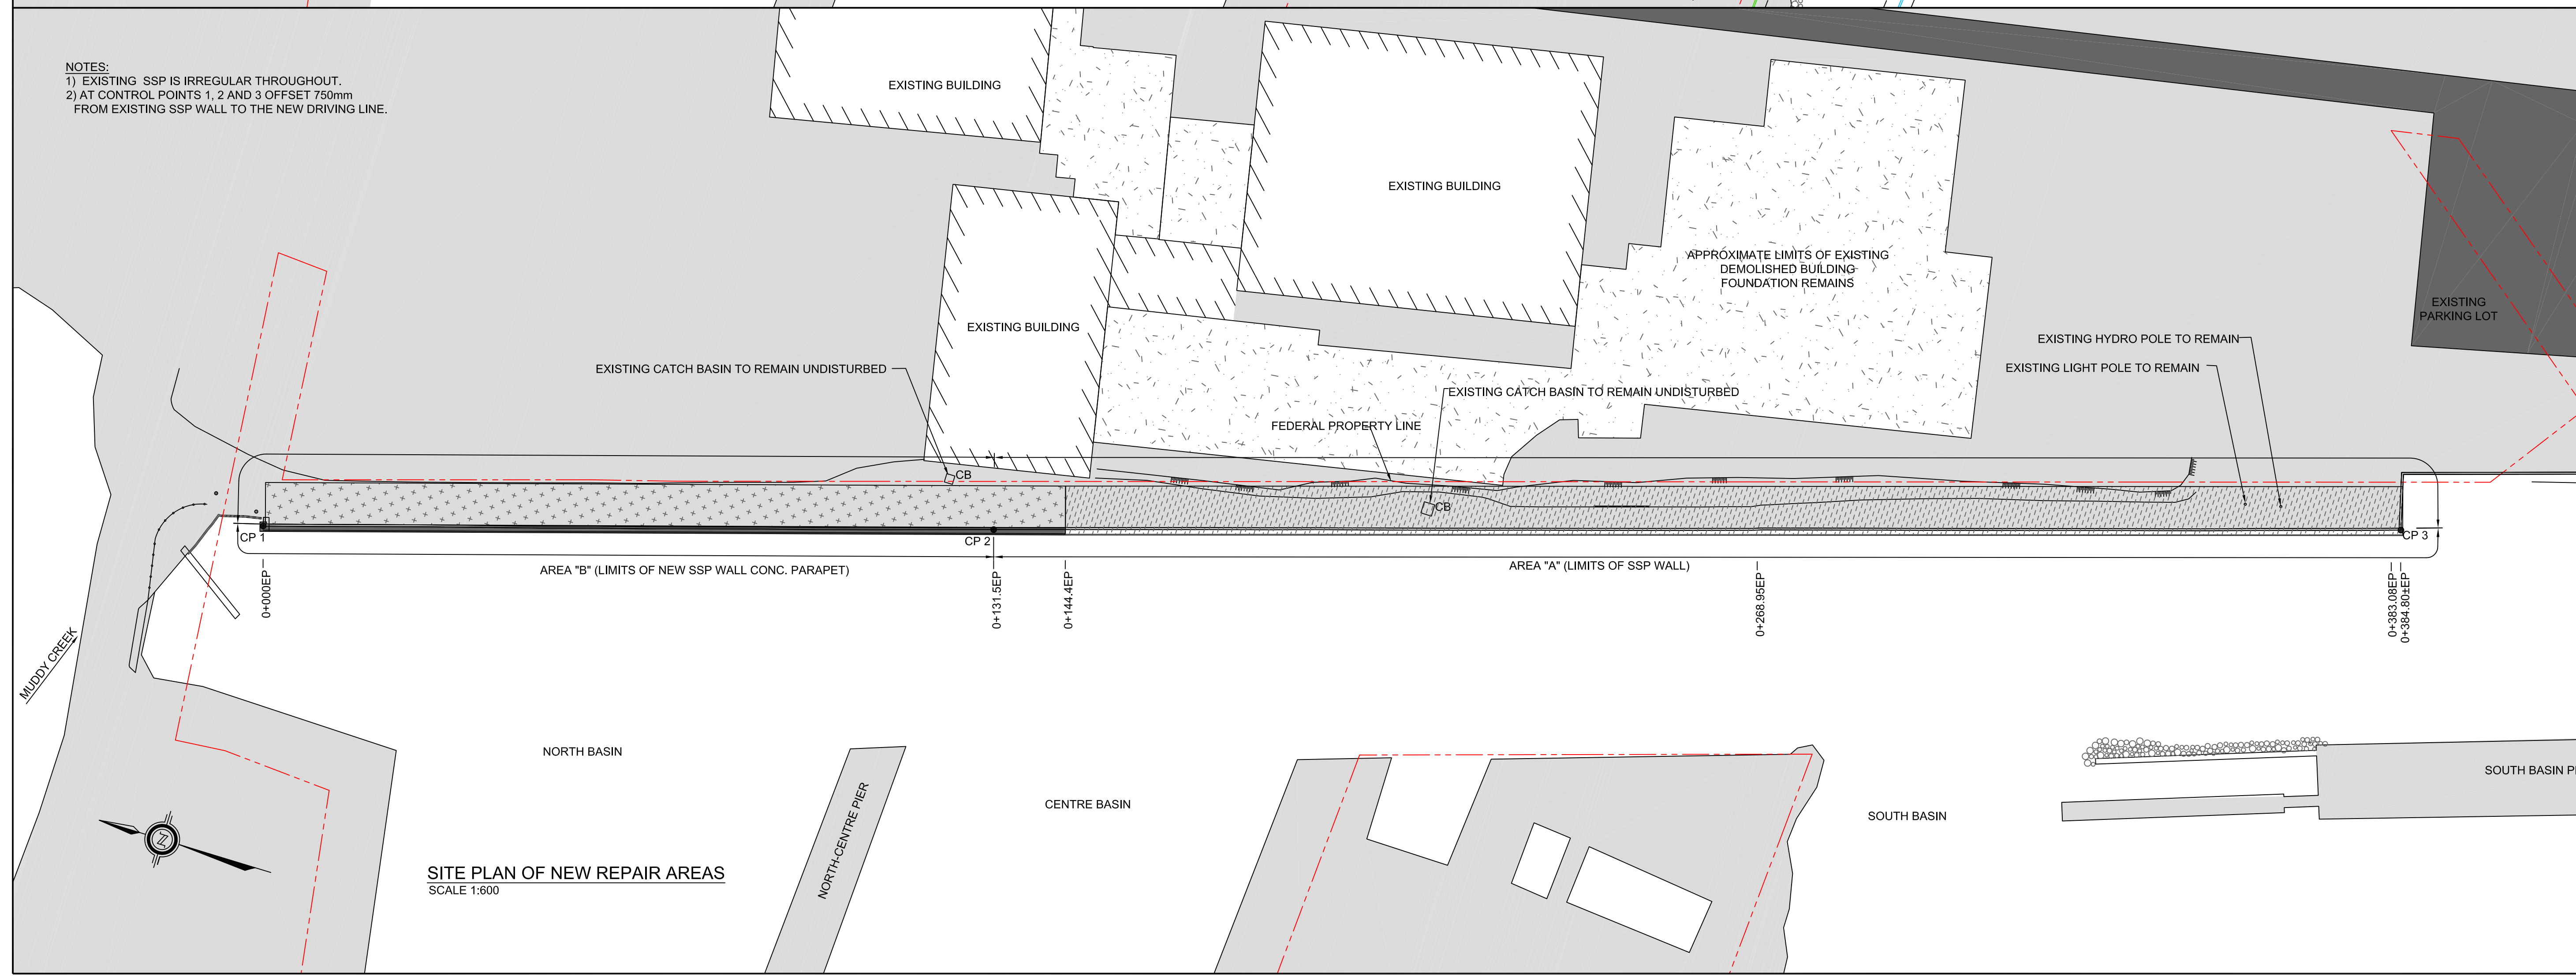 NOTES:
1) EXISTING SSP IS IRREGULAR THROUGHOUT.
2) AT CONTROL POINTS 1, 2 AND 3 OFFSET 750mm
FROM EXISTING SSP WALL TO THE NEW DRIVING LINE.
EXISTING BUILDING
EXISTING BUILDING
EXISTING BUILDING
APPROXIMATE LIMITS OF EXISTING
DEMOLISHED BUILDING
FOUNDATION REMAINS
EXISTING
PARKING LOT
EXISTING HYDRO POLE TO REMAIN
EXISTING LIGHT POLE TO REMAIN
EXISTING CATCH BASIN TO REMAIN UNDISTURBED
EXISTING CATCH BASIN TO REMAIN UNDISTURBED
FEDERAL PROPERTY LINE
CB
CB
CP 1
CP 2
CP 3
AREA "B" (LIMITS OF NEW SSP WALL CONC. PARAPET)
AREA "A" (LIMITS OF SSP WALL)
0+000EP
0+131.5EP
0+144.4EP
0+268.95EP
0+383.08EP
0+384.80±EP
MUDDY CREEK
NORTH BASIN
NORTH-CENTRE PIER
CENTRE BASIN
SOUTH BASIN
SOUTH BASIN PI
N
SITE PLAN OF NEW REPAIR AREAS
SCALE 1:600